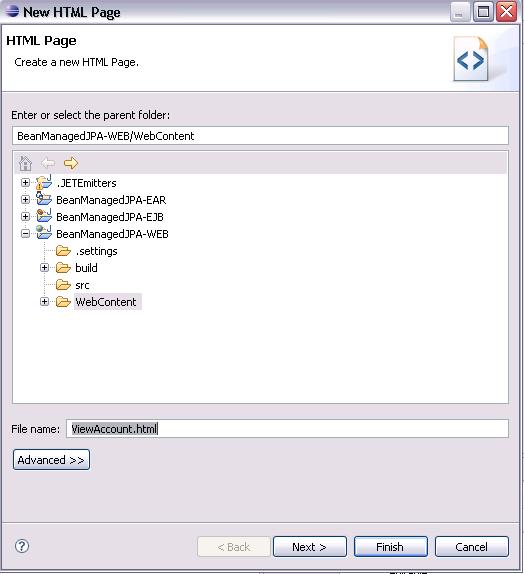 New HTML Page
HTML Page
Create a new HTML Page.
Enter or select the parent folder:
BeanManagedJPA-WEB/WebContent
.JETEmitters
BeanManagedJPA-EAR
BeanManagedJPA-EJB
BeanManagedJPA-WEB
.settings
build
src
WebContent
File name: ViewAccount.html
Advanced >>
< Back Next > Finish Cancel